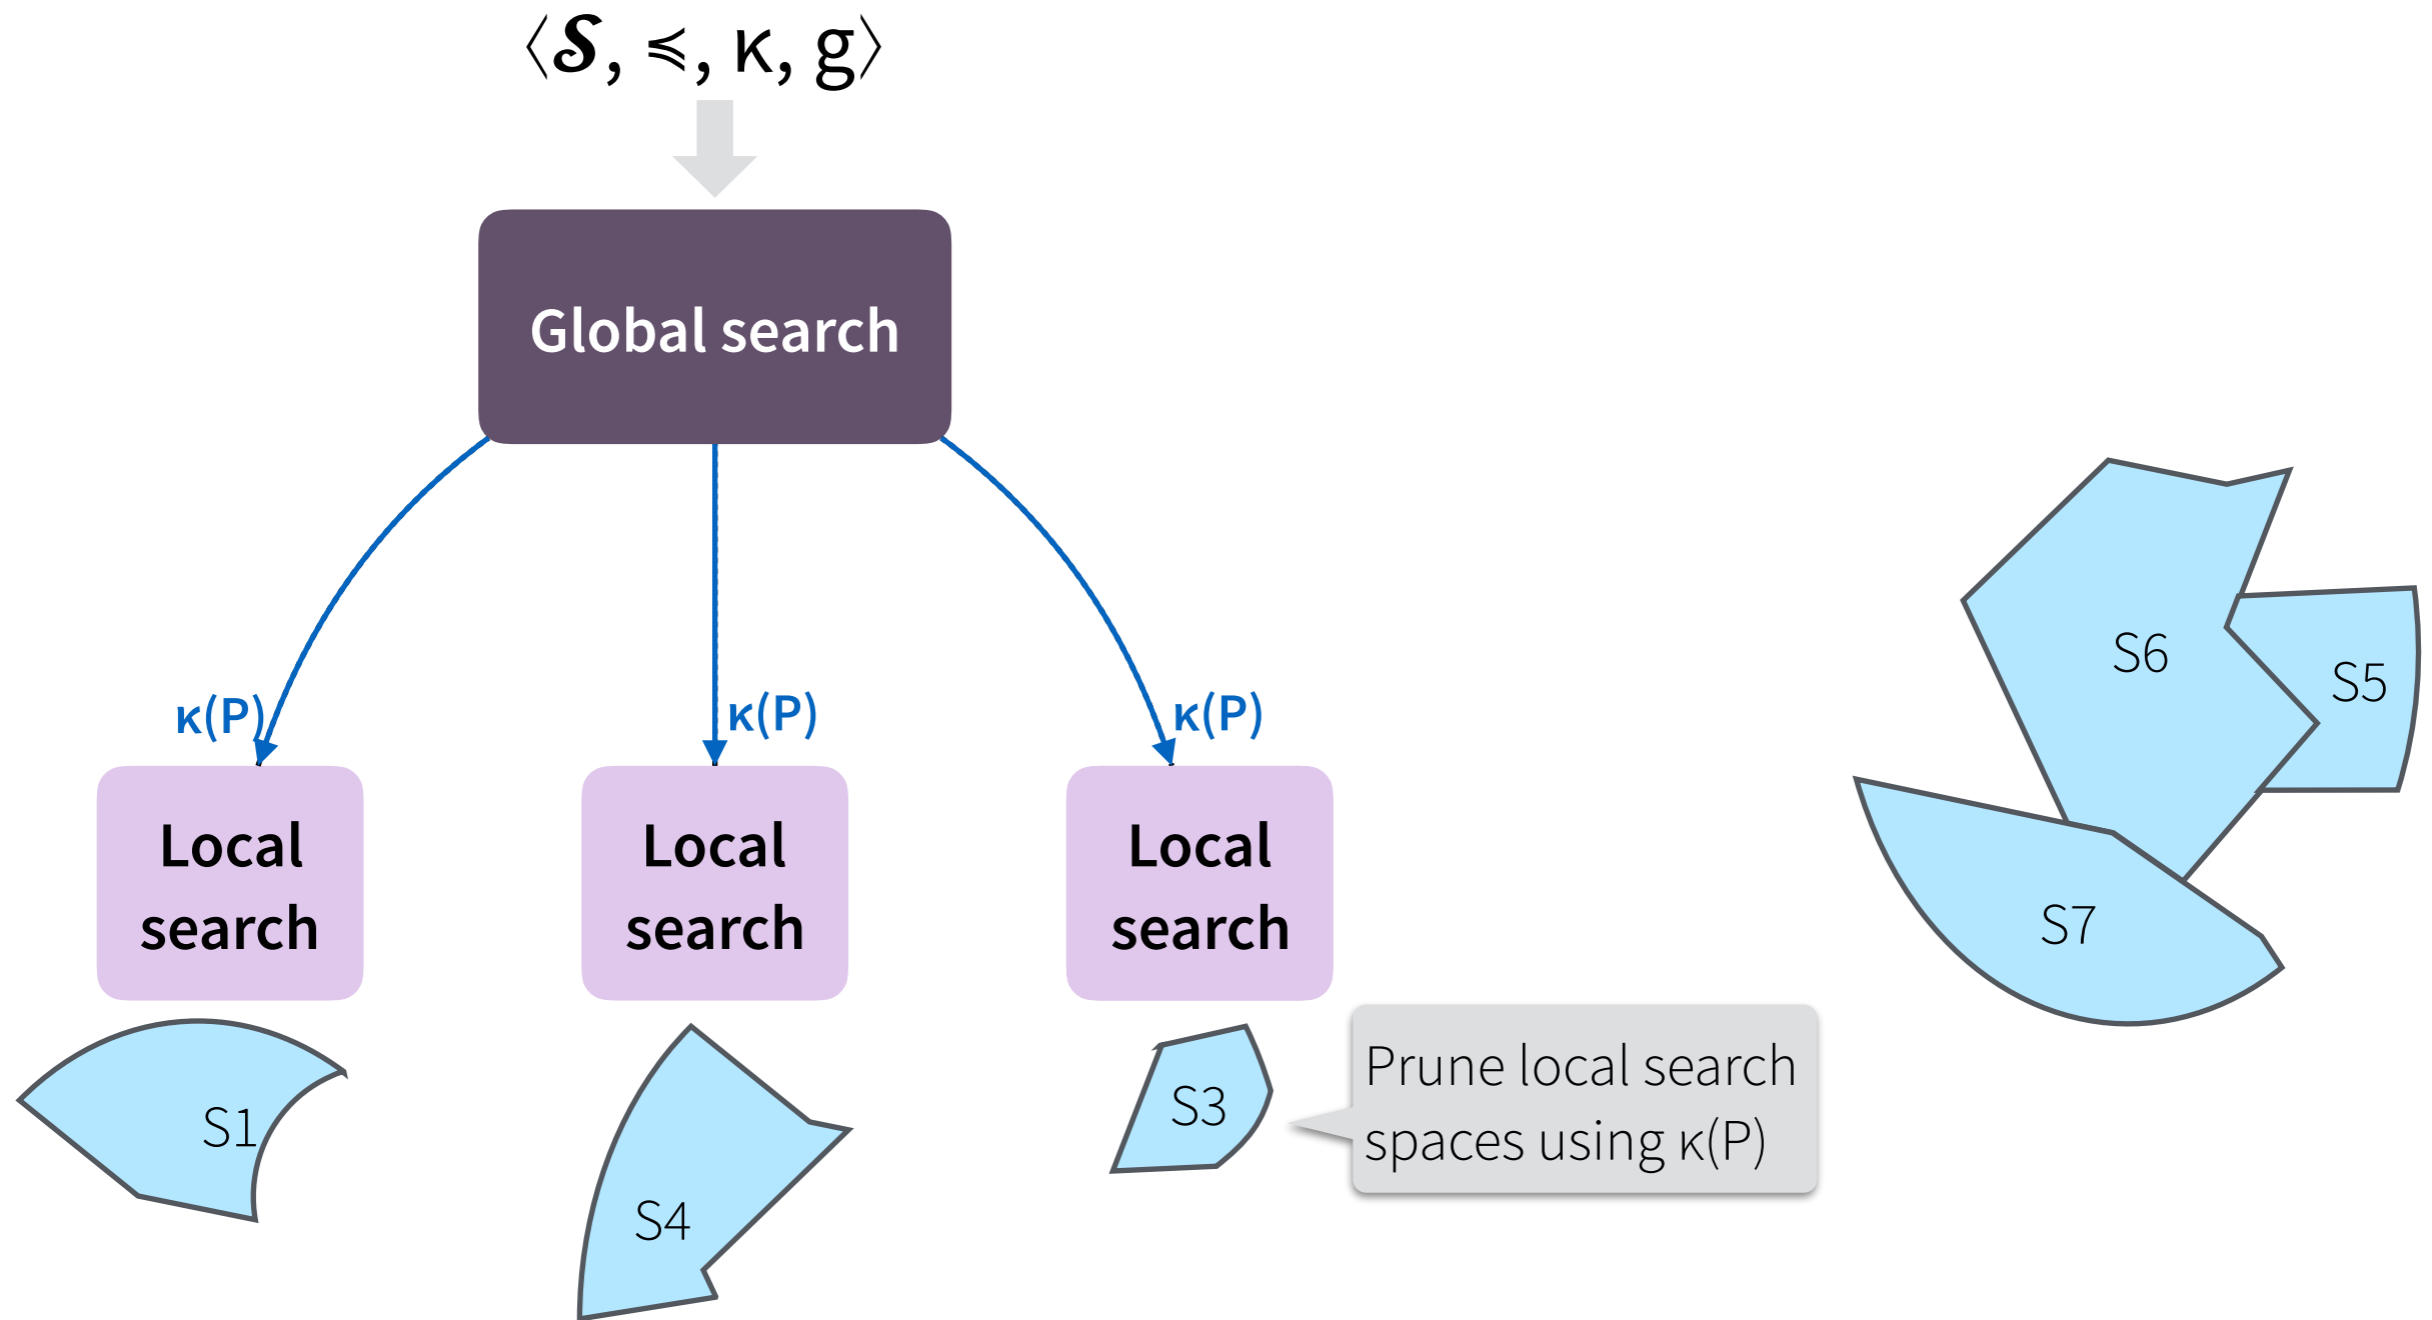 ⟨𝓢, ≼, κ, g⟩
Global search
κ(P)
κ(P)
κ(P)
Local
search
Local
search
Local
search
S1
S4
S3
Prune local search
spaces using κ(P)
S6
S5
S7